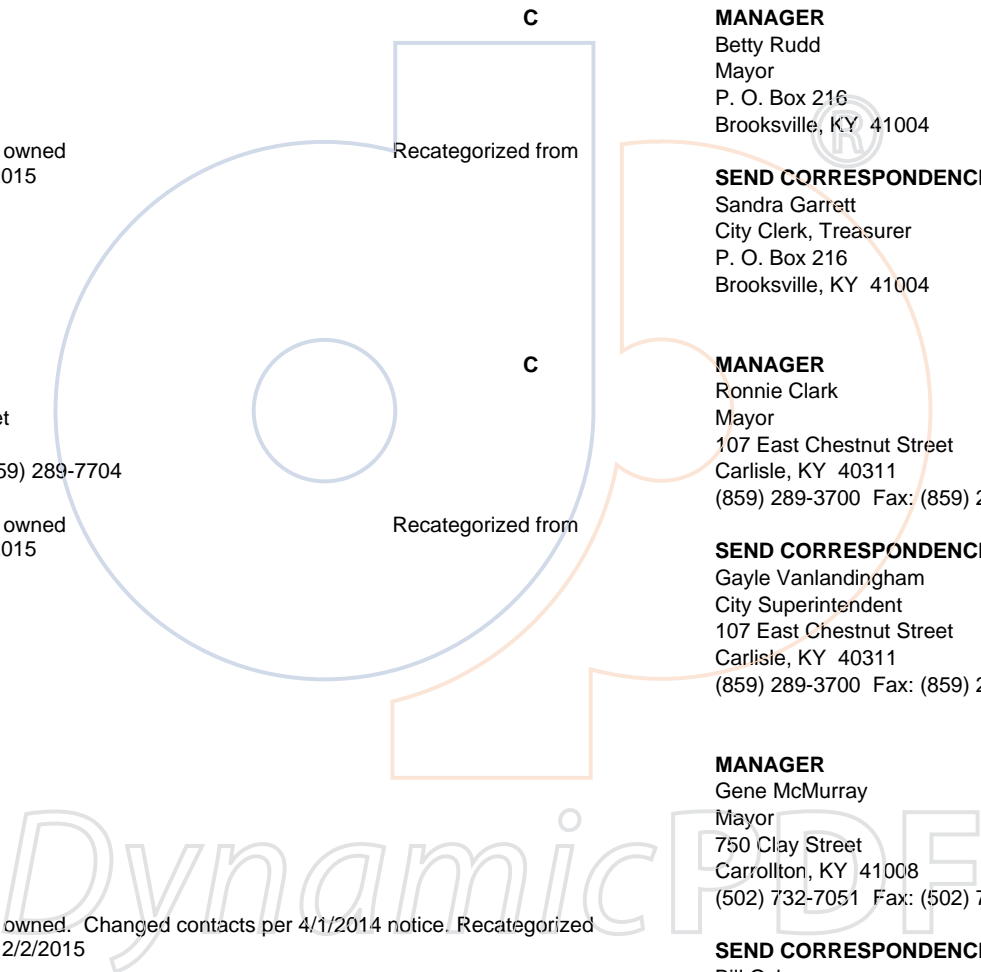 C
MANAGER
Betty Rudd
Mayor
P. O. Box 216
Brooksville, KY 41004
owned
Recategorized from
015
SEND CORRESPONDENC
Sandra Garrett
City Clerk, Treasurer
P. O. Box 216
Brooksville, KY 41004
C
MANAGER
Ronnie Clark
Mayor
107 East Chestnut Street
Carlisle, KY 40311
(859) 289-3700 Fax: (859) 2
et
59) 289-7704
owned
Recategorized from
015
SEND CORRESPONDENC
Gayle Vanlandingham
City Superintendent
107 East Chestnut Street
Carlisle, KY 40311
(859) 289-3700 Fax: (859) 2
MANAGER
Gene McMurray
Mayor
750 Clay Street
Carrollton, KY 41008
(502) 732-7051 Fax: (502) 7
owned. Changed contacts per 4/1/2014 notice. Recategorized
2/2/2015
SEND CORRESPONDENC
DynamicPDF
®